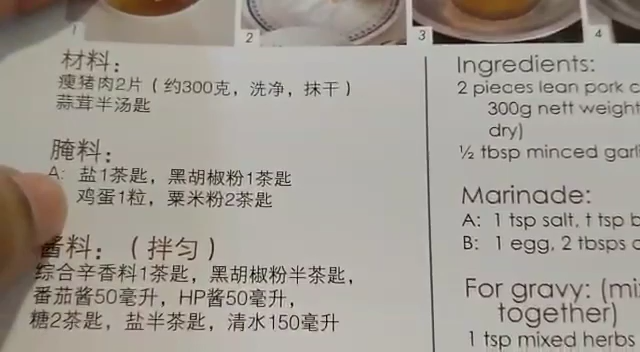 1
2
3
4
材料：
瘦猪肉2片（约300克，洗净，抹干）
蒜茸半汤匙
腌料：
A: 盐1茶匙，黑胡椒粉1茶匙
鸡蛋1粒，粟米粉2茶匙
酱料：（拌匀）
综合辛香料1茶匙，黑胡椒粉半茶匙，
番茄酱50毫升，HP酱50毫升，
糖2茶匙，盐半茶匙，清水150毫升
Ingredients:
2 pieces lean pork
300g nett weight
dry)
½ tbsp minced
Marinade:
A: 1 tsp salt, t tsp
B: 1 egg, 2 tbsps
For gravy:
together)
1 tsp mixed herbs